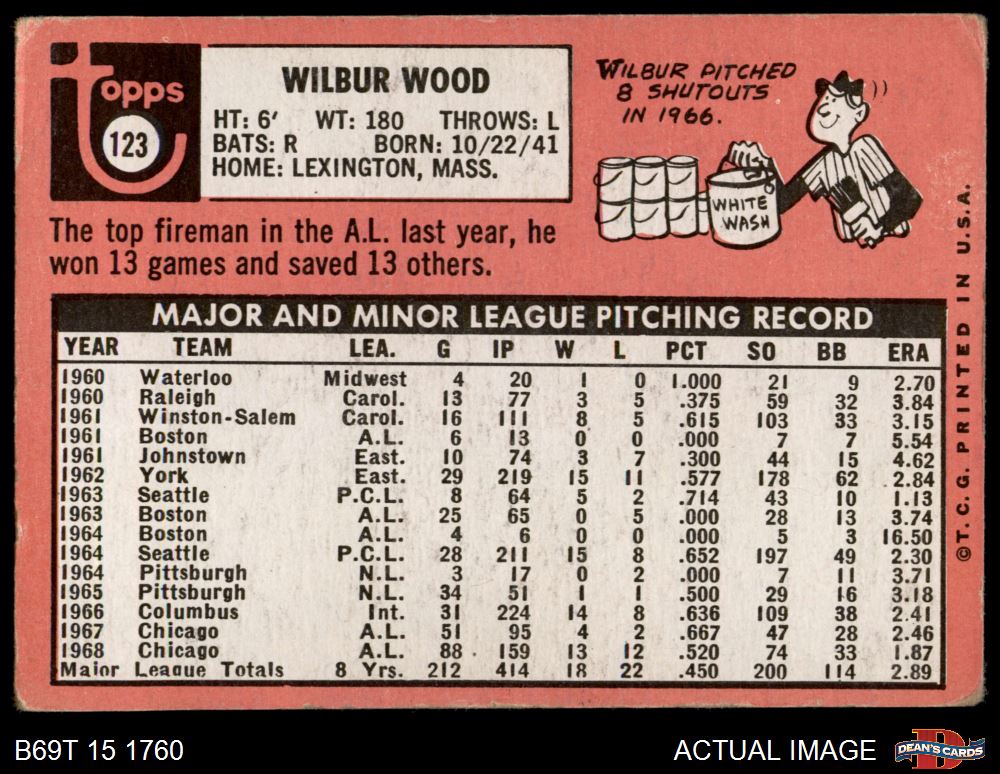 topps
123
WILBUR WOOD
HT: 6' WT: 180 THROWS: L
BATS: R BORN: 10/22/41
HOME: LEXINGTON, MASS.
WILBUR PITCHED
8 SHUTOUTS
IN 1966.
WHITE
WASH
The top fireman in the A.L. last year, he
won 13 games and saved 13 others.
MAJOR AND MINOR LEAGUE PITCHING RECORD
YEAR TEAM LEA. G IP W L PCT SO BB ERA
1960 Waterloo Midwest 4 20 1 0 1.000 21 9 2.70
1960 Raleigh Carol. 13 77 3 5 .375 59 32 3.84
1961 Winston-Salem Carol. 16 111 8 5 .615 103 33 3.15
1961 Boston A.L. 6 13 0 0 .000 7 7 5.54
1961 Johnstown East. 10 74 3 7 .300 44 15 4.62
1962 York East. 29 219 15 11 .577 178 62 2.84
1963 Seattle P.C.L. 8 64 5 2 .714 43 10 1.13
1963 Boston A.L. 25 65 0 5 .000 28 13 3.74
1964 Boston A.L. 4 6 0 0 .000 5 3 16.50
1964 Seattle P.C.L. 28 211 15 8 .652 197 49 2.30
1964 Pittsburgh N.L. 3 17 0 2 .000 7 11 3.71
1965 Pittsburgh N.L. 34 51 1 1 .500 29 16 3.18
1966 Columbus Int. 31 224 14 8 .636 109 38 2.41
1967 Chicago A.L. 51 95 4 2 .667 47 28 2.46
1968 Chicago A.L. 88 159 13 12 .520 74 33 1.87
Major League Totals 8 Yrs. 212 414 18 22 .450 200 114 2.89
©T.C.G. PRINTED IN U.S.A.
B69T 15 1760
ACTUAL IMAGE
D
DEAN'S CARDS